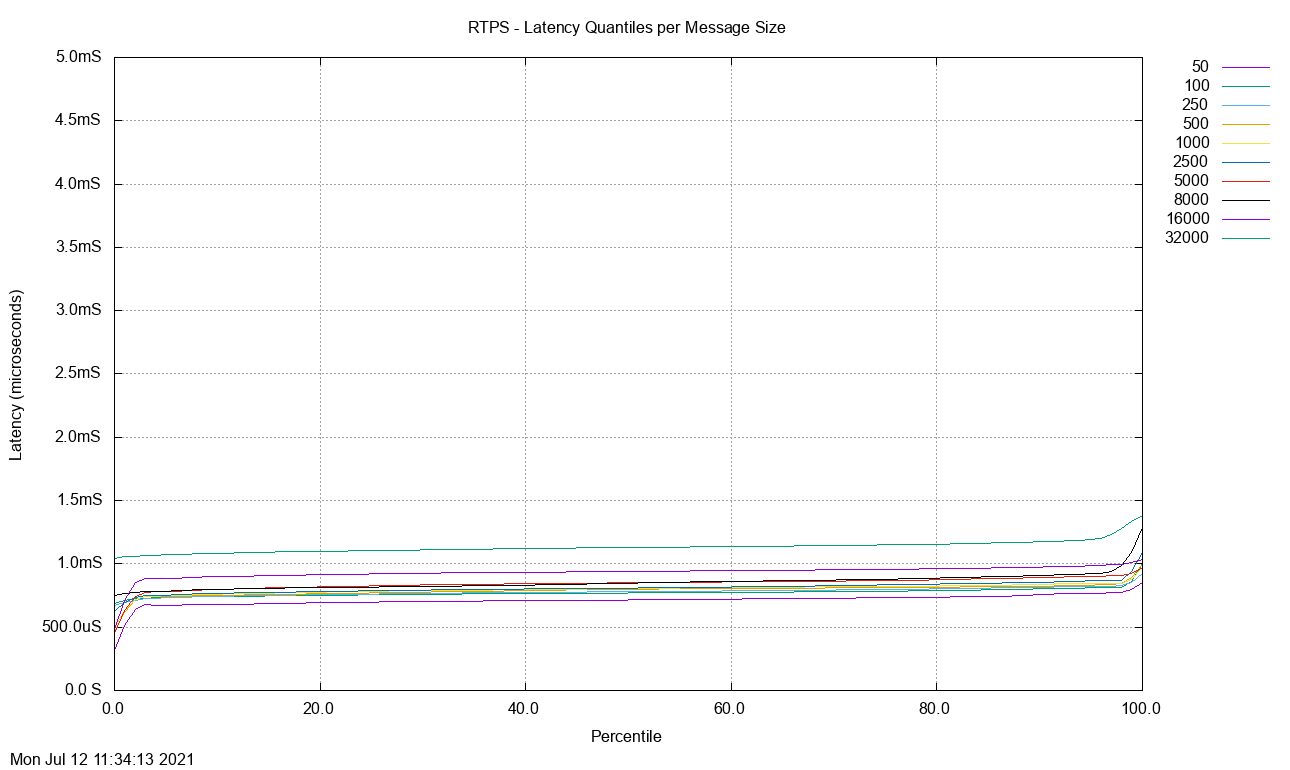 RTPS - Latency Quantiles per Message Size
5.0mS
4.5mS
4.0mS
3.5mS
3.0mS
2.5mS
2.0mS
1.5mS
1.0mS
500.0uS
0.0 S
Latency (microseconds)
0.0 20.0 40.0 60.0 80.0 100.0
Percentile
50
100
250
500
1000
2500
5000
8000
16000
32000
Mon Jul 12 11:34:13 2021